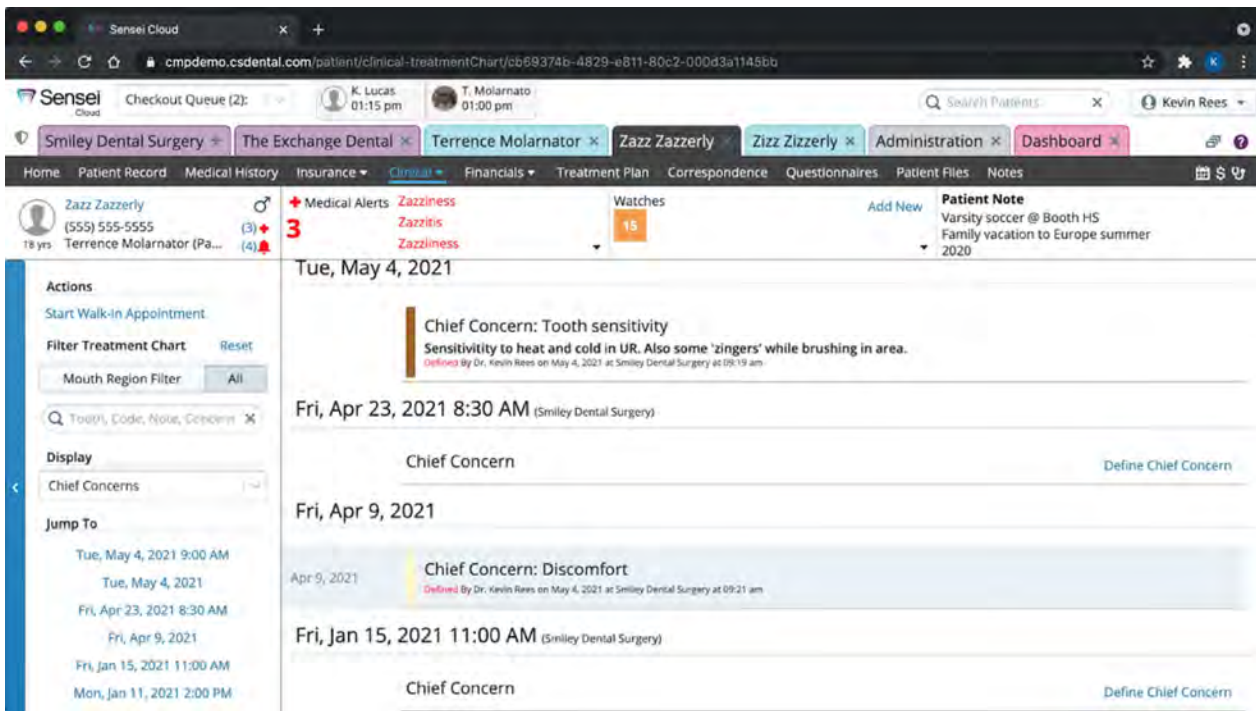 Sensei Cloud
cmpdemo.csdental.com/patient/clinical-treatmentChart/cb69374b-4829-e811-80c2-000d3a1145bb
K
Sensei
Cloud
Checkout Queue (2):
K. Lucas
01:15 pm
T. Molarnato
01:00 pm
Search Patients
Kevin Rees
Smiley Dental Surgery
The Exchange Dental
Terrence Molarnator
Zazz Zazzerly
Zizz Zizzerly
Administration
Dashboard
Home Patient Record Medical History Insurance Clinical Financials Treatment Plan Correspondence Questionnaires Patient Files Notes
Zazz Zazzerly
(555) 555-5555
(3)
18 yrs
Terrence Molarnator (Pa...
(4)
Medical Alerts
3
Zazziness
Zazzitis
Zazzliness
Watches
15
Add New
Patient Note
Varsity soccer @ Booth HS
Family vacation to Europe summer
2020
Actions
Start Walk-in Appointment
Filter Treatment Chart
Reset
Mouth Region Filter
All
Tooth, Code, Note, Concern
Display
Chief Concerns
Jump To
Tue, May 4, 2021 9:00 AM
Tue, May 4, 2021
Fri, Apr 23, 2021 8:30 AM
Fri, Apr 9, 2021
Fri, Jan 15, 2021 11:00 AM
Mon, Jan 11, 2021 2:00 PM
Tue, May 4, 2021
Chief Concern: Tooth sensitivity
Sensitivitity to heat and cold in UR. Also some 'zingers' while brushing in area.
Defined By Dr. Kevin Rees on May 4, 2021 at Smiley Dental Surgery at 09:19 am
Fri, Apr 23, 2021 8:30 AM (Smiley Dental Surgery)
Chief Concern
Define Chief Concern
Fri, Apr 9, 2021
Apr 9, 2021
Chief Concern: Discomfort
Defined By Dr. Kevin Rees on May 4, 2021 at Smiley Dental Surgery at 09:21 am
Fri, Jan 15, 2021 11:00 AM (Smiley Dental Surgery)
Chief Concern
Define Chief Concern